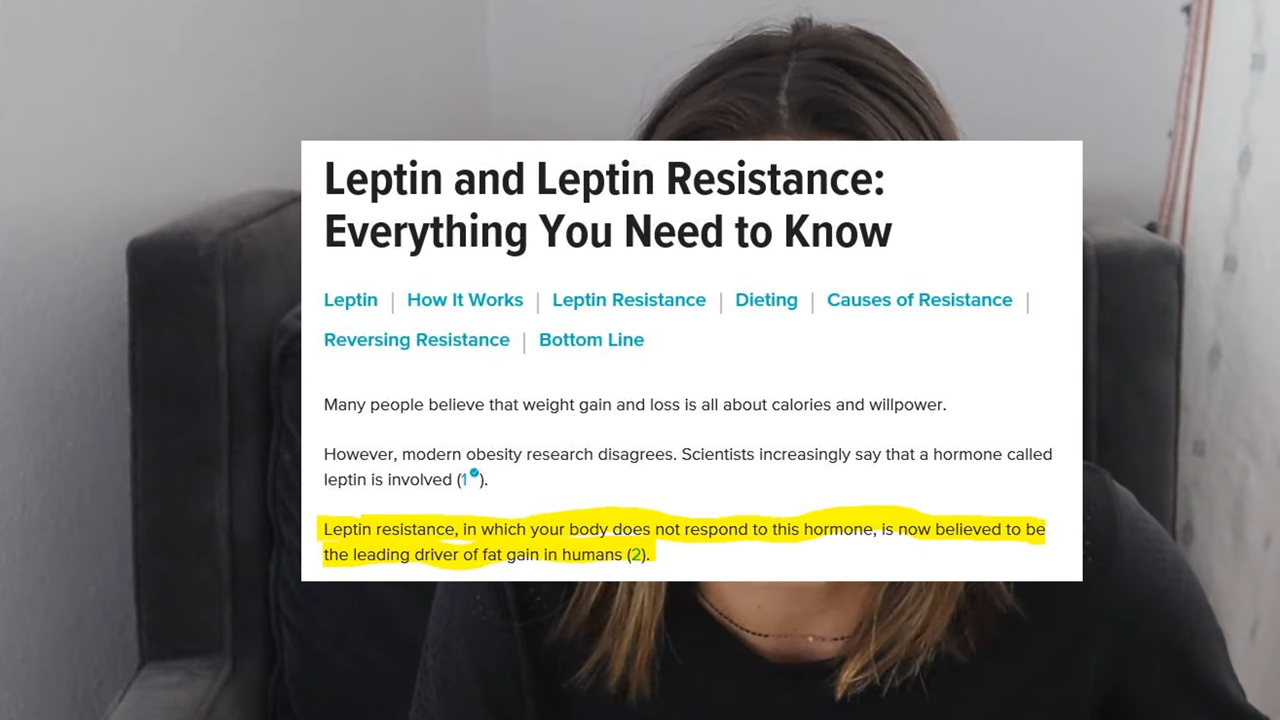 Leptin and Leptin Resistance:
Everything You Need to Know
Leptin | How It Works | Leptin Resistance | Dieting | Causes of Resistance |
Reversing Resistance | Bottom Line
Many people believe that weight gain and loss is all about calories and willpower.
However, modern obesity research disagrees. Scientists increasingly say that a hormone called
leptin is involved (1).
Leptin resistance, in which your body does not respond to this hormone, is now believed to be
the leading driver of fat gain in humans (2).